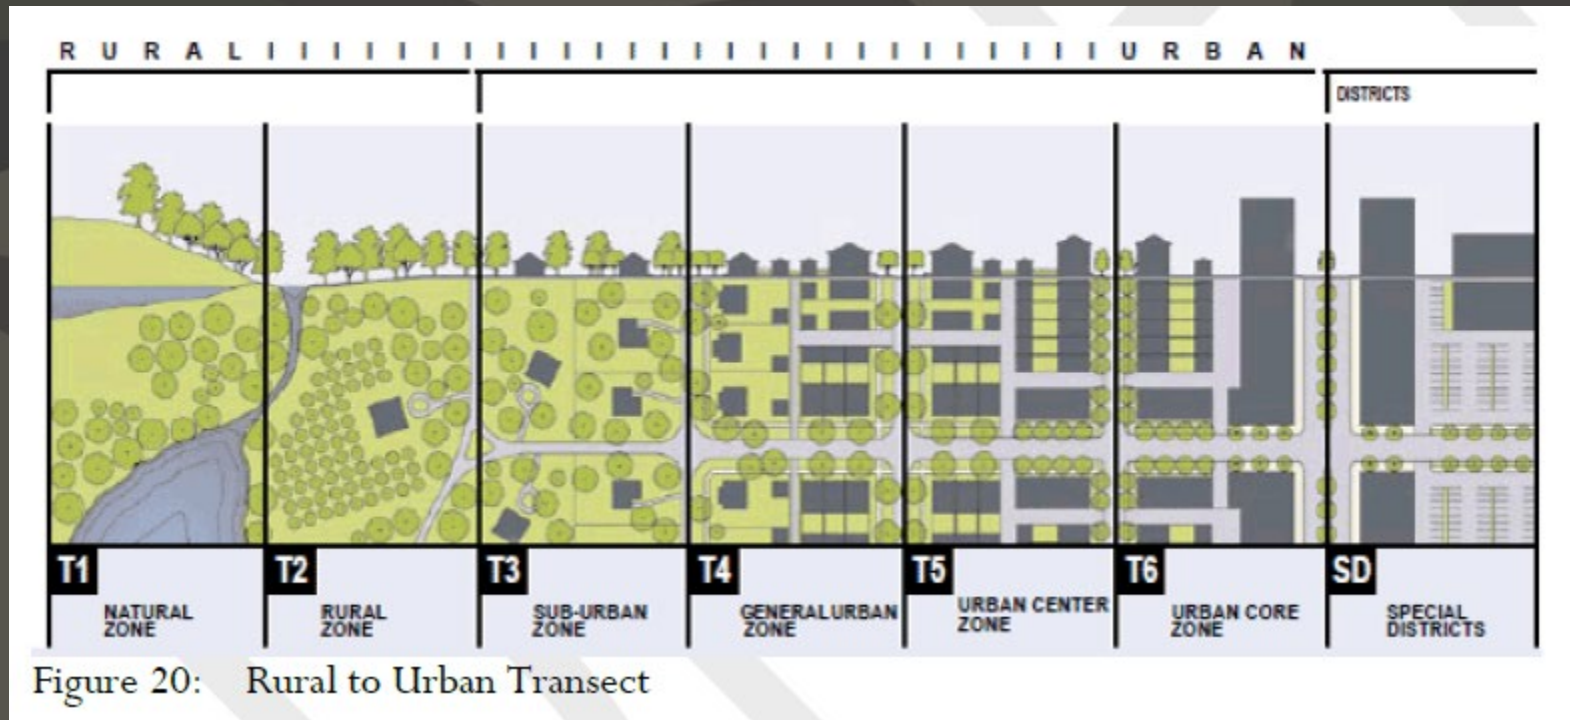 R U R A L I I I I I I I I I I I I I I I I I I I I I I I I I I U R B A N
DISTRICTS
T1
NATURAL
ZONE
T2
RURAL
ZONE
T3
SUB-URBAN
ZONE
T4
GENERAL URBAN
ZONE
T5
URBAN CENTER
ZONE
T6
URBAN CORE
ZONE
SD
SPECIAL
DISTRICTS
Figure 20: Rural to Urban Transect